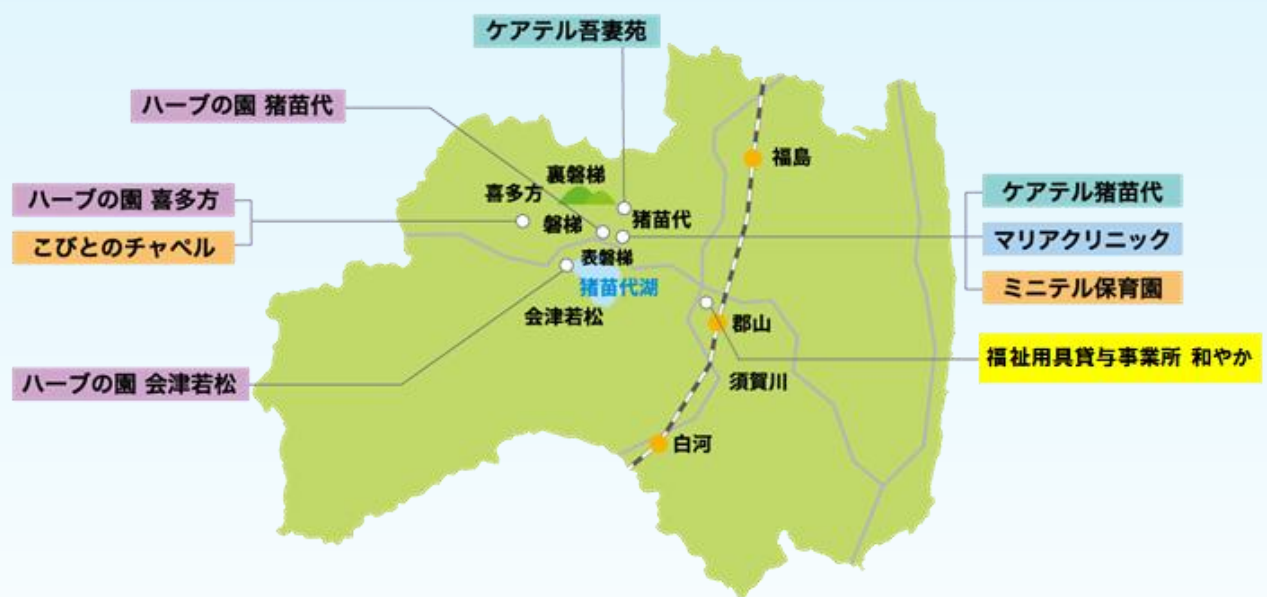 ケアテル吾妻苑
ハーブの園 猪苗代
福島
裏磐梯
喜多方
ハーブの園 喜多方
こびとのチャペル
磐梯
猪苗代
ケアテル猪苗代
マリアクリニック
ミニテル保育園
表磐梯
猪苗代湖
会津若松
郡山
福祉用具貸与事業所 和やか
須賀川
ハーブの園 会津若松
白河